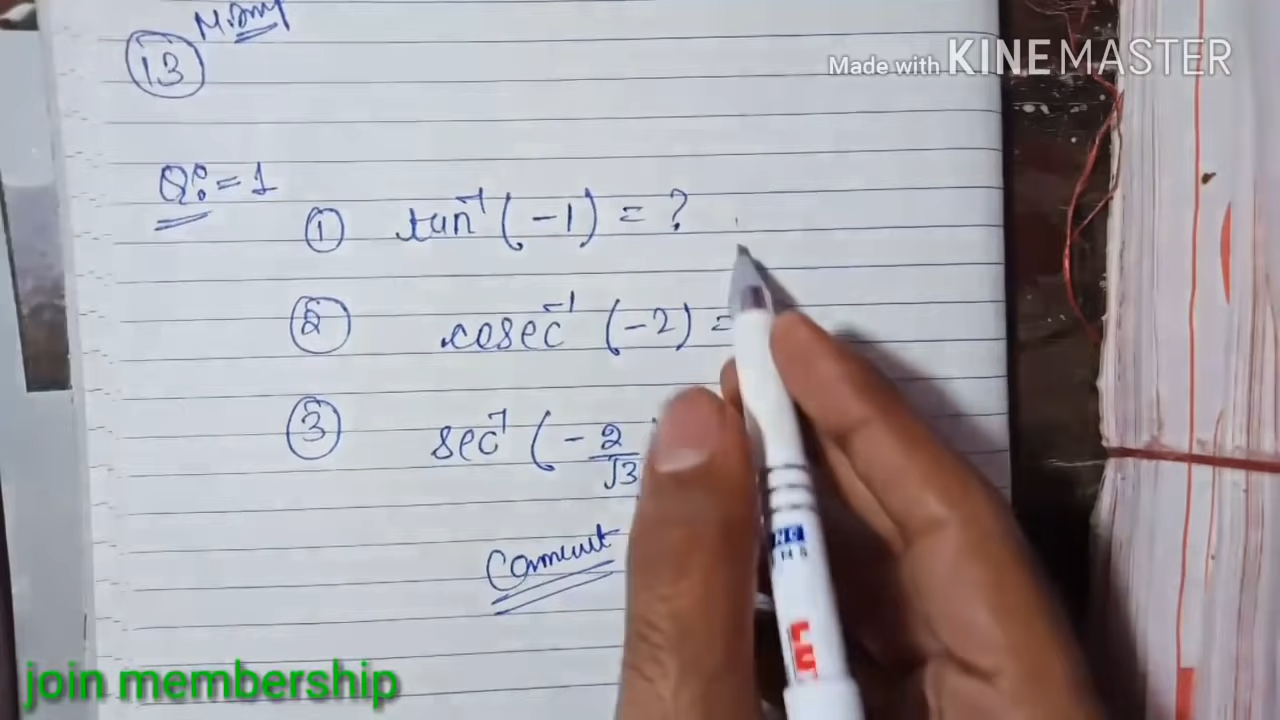 M.Imp
13
Made with KINEMASTER
Q:=1
① tan⁻¹ (-1) = ?
② cosec⁻¹ (-2) =
③ sec⁻¹ (- 2/√3
Comment
join membership